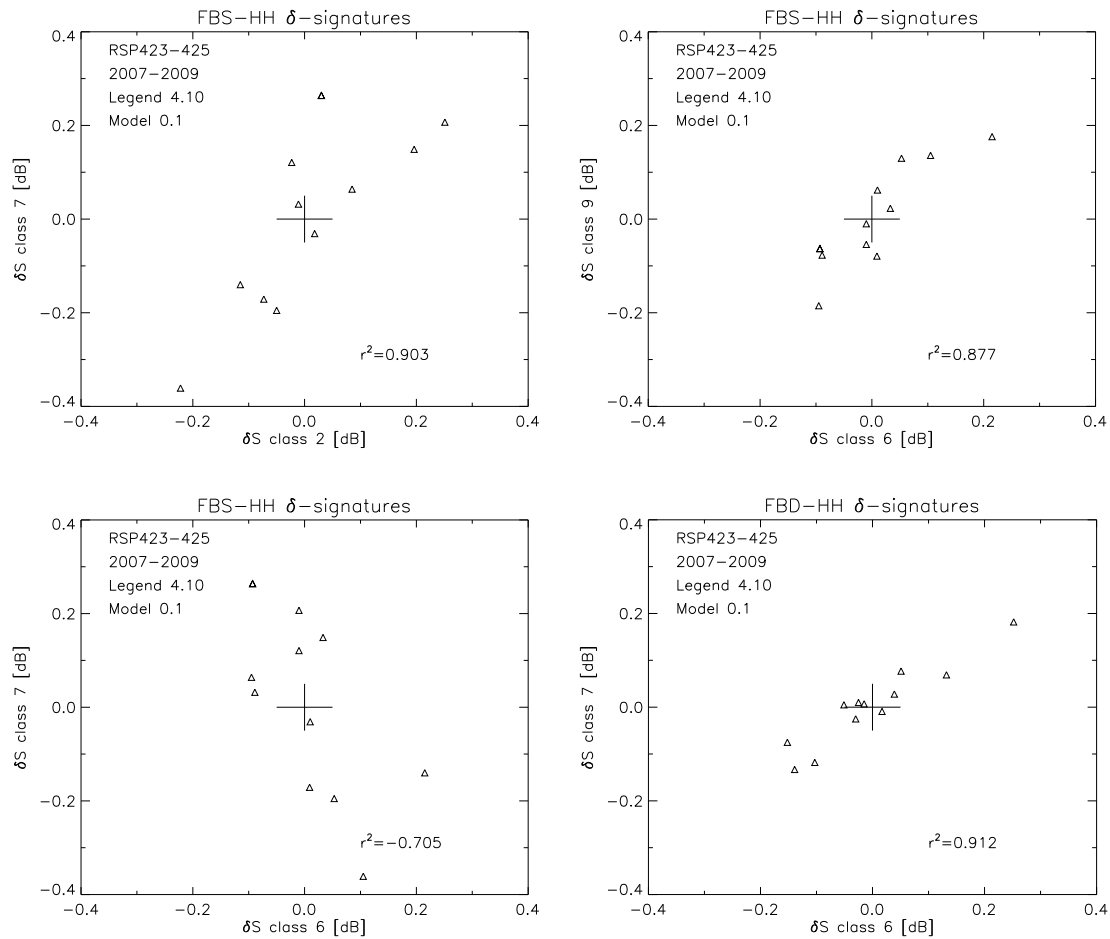 FBS-HH δ-signatures
RSP423-425
2007-2009
Legend 4.10
Model 0.1
r²=0.903
0.4
0.2
0.0
-0.2
-0.4
δS class 7 [dB]
-0.4 -0.2 0.0 0.2 0.4
δS class 2 [dB]
FBS-HH δ-signatures
RSP423-425
2007-2009
Legend 4.10
Model 0.1
r²=0.877
0.4
0.2
0.0
-0.2
-0.4
δS class 9 [dB]
-0.4 -0.2 0.0 0.2 0.4
δS class 6 [dB]
FBS-HH δ-signatures
RSP423-425
2007-2009
Legend 4.10
Model 0.1
r²=-0.705
0.4
0.2
0.0
-0.2
-0.4
δS class 7 [dB]
-0.4 -0.2 0.0 0.2 0.4
δS class 6 [dB]
FBD-HH δ-signatures
RSP423-425
2007-2009
Legend 4.10
Model 0.1
r²=0.912
0.4
0.2
0.0
-0.2
-0.4
δS class 7 [dB]
-0.4 -0.2 0.0 0.2 0.4
δS class 6 [dB]